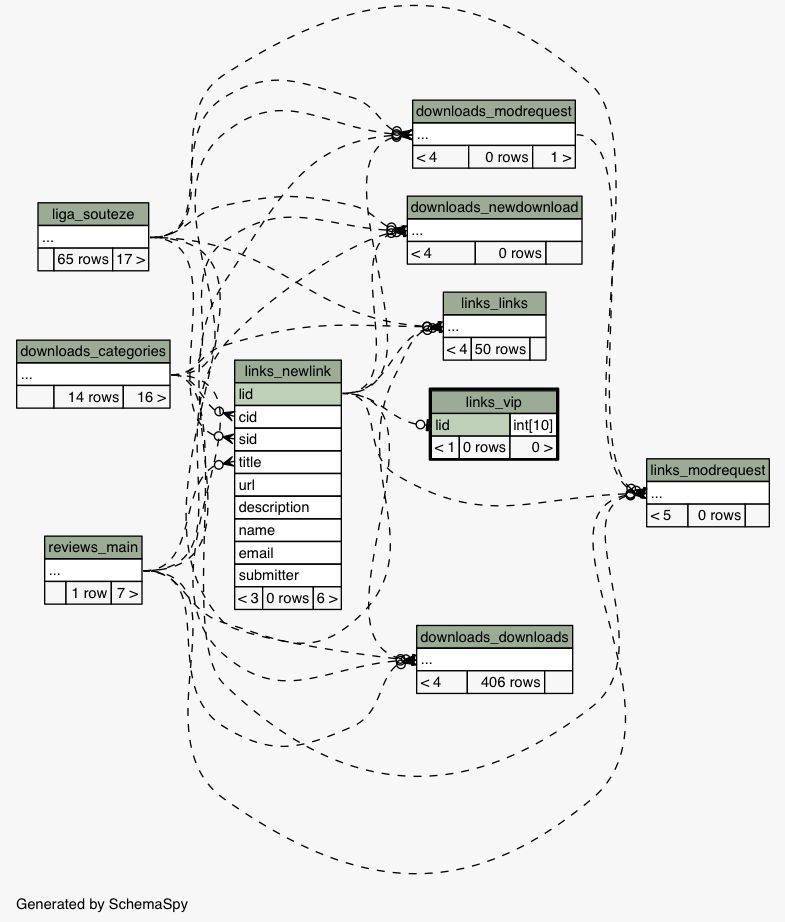 downloads_modrequest
...
< 4 0 rows 1 >
downloads_newdownload
...
< 4 0 rows
liga_souteze
...
65 rows 17 >
links_links
...
< 4 50 rows
downloads_categories
...
14 rows 16 >
links_newlink
lid
cid
sid
title
url
description
name
email
submitter
< 3 0 rows 6 >
links_vip
lid int[10]
< 1 0 rows 0 >
links_modrequest
...
< 5 0 rows
reviews_main
...
1 row 7 >
downloads_downloads
...
< 4 406 rows
Generated by SchemaSpy